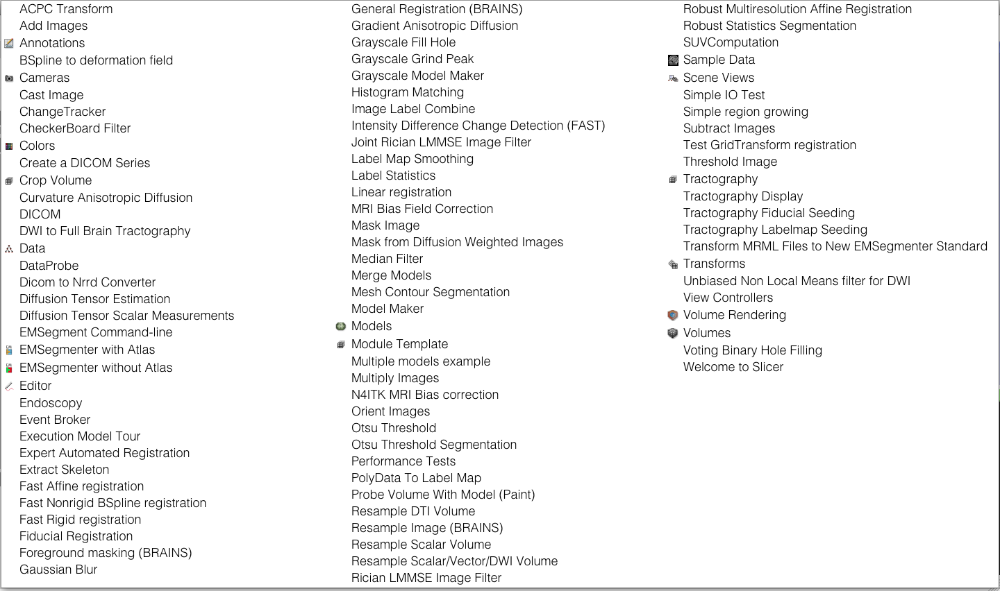 ACPC Transform
Add Images
Annotations
BSpline to deformation field
Cameras
Cast Image
ChangeTracker
CheckerBoard Filter
Colors
Create a DICOM Series
Crop Volume
Curvature Anisotropic Diffusion
DICOM
DWI to Full Brain Tractography
Data
DataProbe
Dicom to Nrrd Converter
Diffusion Tensor Estimation
Diffusion Tensor Scalar Measurements
EMSegment Command-line
EMSegmenter with Atlas
EMSegmenter without Atlas
Editor
Endoscopy
Event Broker
Execution Model Tour
Expert Automated Registration
Extract Skeleton
Fast Affine registration
Fast Nonrigid BSpline registration
Fast Rigid registration
Fiducial Registration
Foreground masking (BRAINS)
Gaussian Blur
General Registration (BRAINS)
Gradient Anisotropic Diffusion
Grayscale Fill Hole
Grayscale Grind Peak
Grayscale Model Maker
Histogram Matching
Image Label Combine
Intensity Difference Change Detection (FAST)
Joint Rician LMMSE Image Filter
Label Map Smoothing
Label Statistics
Linear registration
MRI Bias Field Correction
Mask Image
Mask from Diffusion Weighted Images
Median Filter
Merge Models
Mesh Contour Segmentation
Model Maker
Models
Module Template
Multiple models example
Multiply Images
N4ITK MRI Bias correction
Orient Images
Otsu Threshold
Otsu Threshold Segmentation
Performance Tests
PolyData To Label Map
Probe Volume With Model (Paint)
Resample DTI Volume
Resample Image (BRAINS)
Resample Scalar Volume
Resample Scalar/Vector/DWI Volume
Rician LMMSE Image Filter
Robust Multiresolution Affine Registration
Robust Statistics Segmentation
SUVComputation
Sample Data
Scene Views
Simple IO Test
Simple region growing
Subtract Images
Test GridTransform registration
Threshold Image
Tractography
Tractography Display
Tractography Fiducial Seeding
Tractography Labelmap Seeding
Transform MRML Files to New EMSegmenter Standard
Transforms
Unbiased Non Local Means filter for DWI
View Controllers
Volume Rendering
Volumes
Voting Binary Hole Filling
Welcome to Slicer